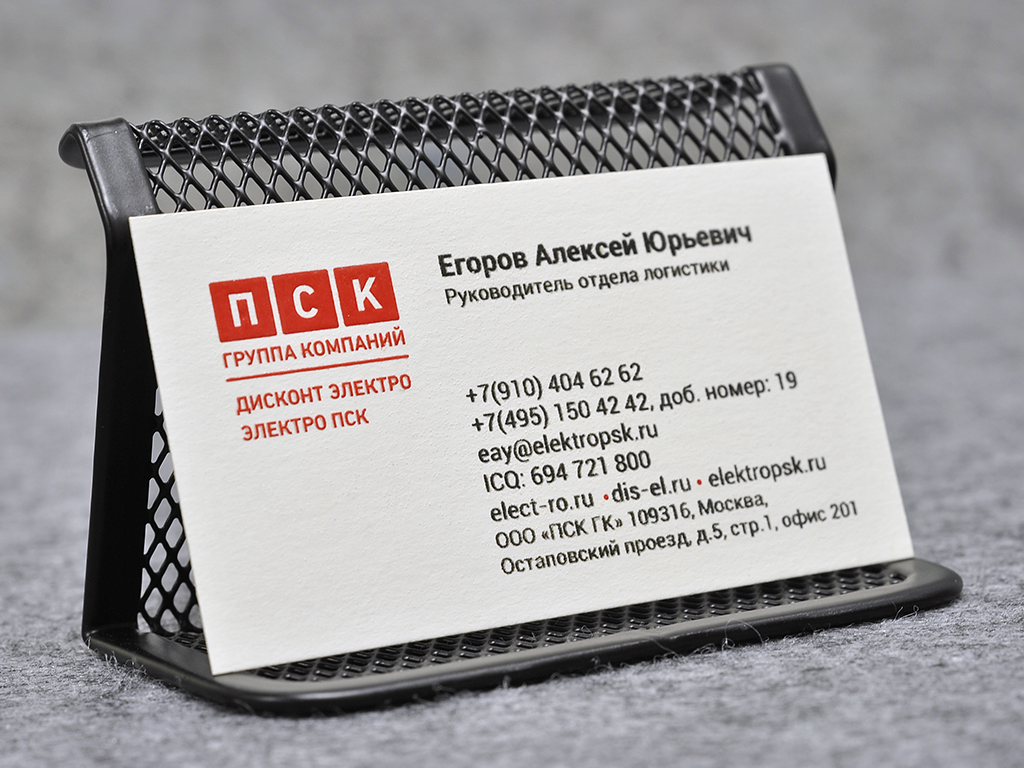 ПСК
ГРУППА КОМПАНИЙ
ДИСКОНТ ЭЛЕКТРО
ЭЛЕКТРО ПСК
Егоров Алексей Юрьевич
Руководитель отдела логистики
+7(910) 404 62 62
+7(495) 150 42 42, доб. номер: 19
eay@elektropsk.ru
ICQ: 694 721 800
elect-ro.ru •dis-el.ru • elektropsk.ru
ООО «ПСК ГК» 109316, Москва,
Остаповский проезд, д.5, стр.1, офис 201